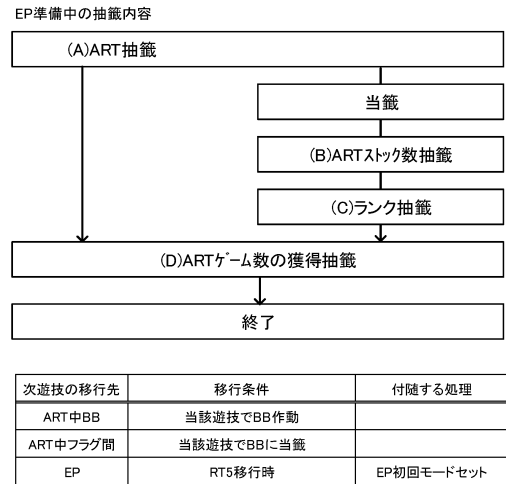 EP準備中の抽籤内容
(A)ART抽籤
当籤
(B)ARTストック数抽籤
(C)ランク抽籤
(D)ARTゲーム数の獲得抽籤
終了
次遊技の移行先 移行条件 付随する処理
ART中BB 当該遊技でBB作動
ART中フラグ間 当該遊技でBBに当籤
EP RT5移行時 EP初回モードセット